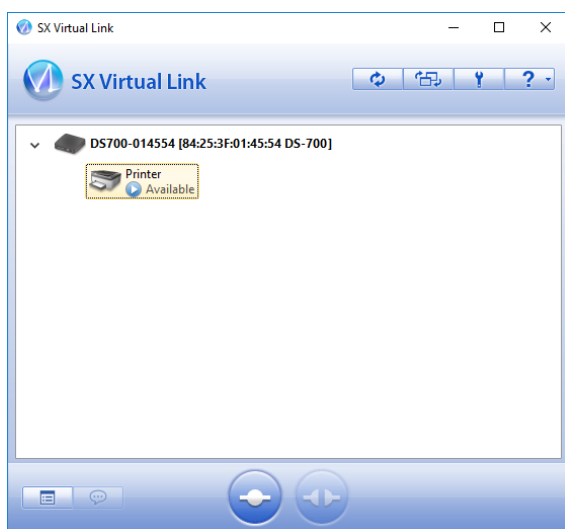 SX Virtual Link
SX Virtual Link
?
DS700-014554 [84:25:3F:01:45:54 DS-700]
Printer
Available